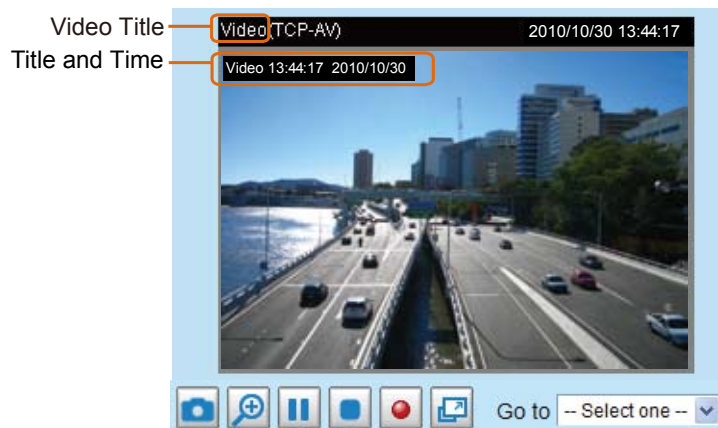 Video Title
Video(TCP-AV) 2010/10/30 13:44:17
Title and Time
Video 13:44:17 2010/10/30
Go to -- Select one --